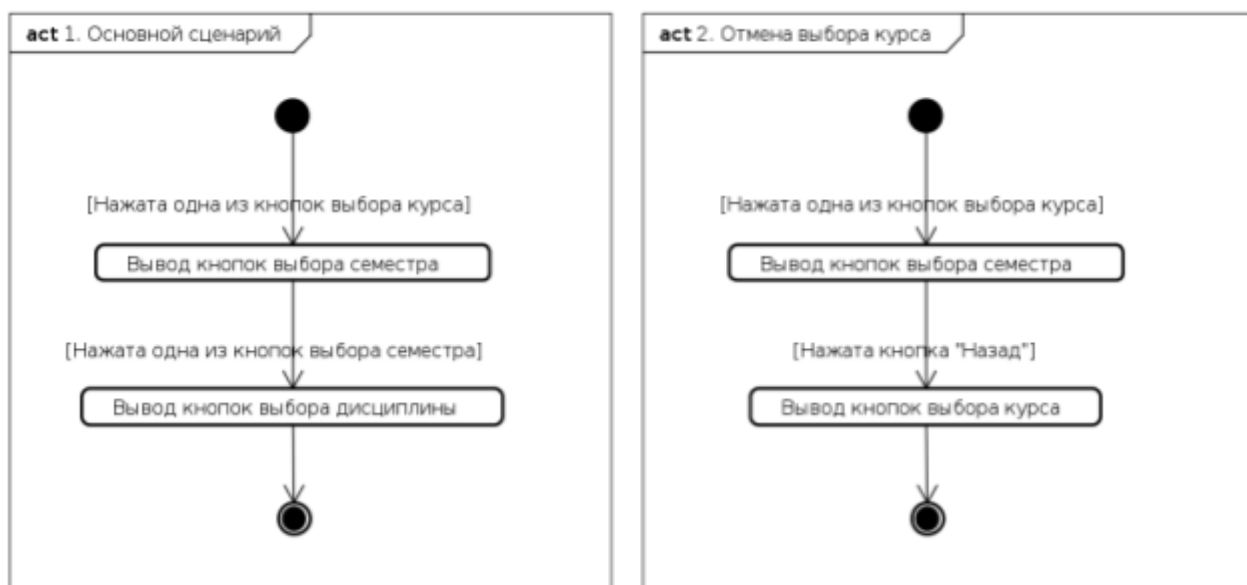 act 1. Основной сценарий
[Нажата одна из кнопок выбора курса]
Вывод кнопок выбора семестра
[Нажата одна из кнопок выбора семестра]
Вывод кнопок выбора дисциплины
act 2. Отмена выбора курса
[Нажата одна из кнопок выбора курса]
Вывод кнопок выбора семестра
[Нажата кнопка "Назад"]
Вывод кнопок выбора курса